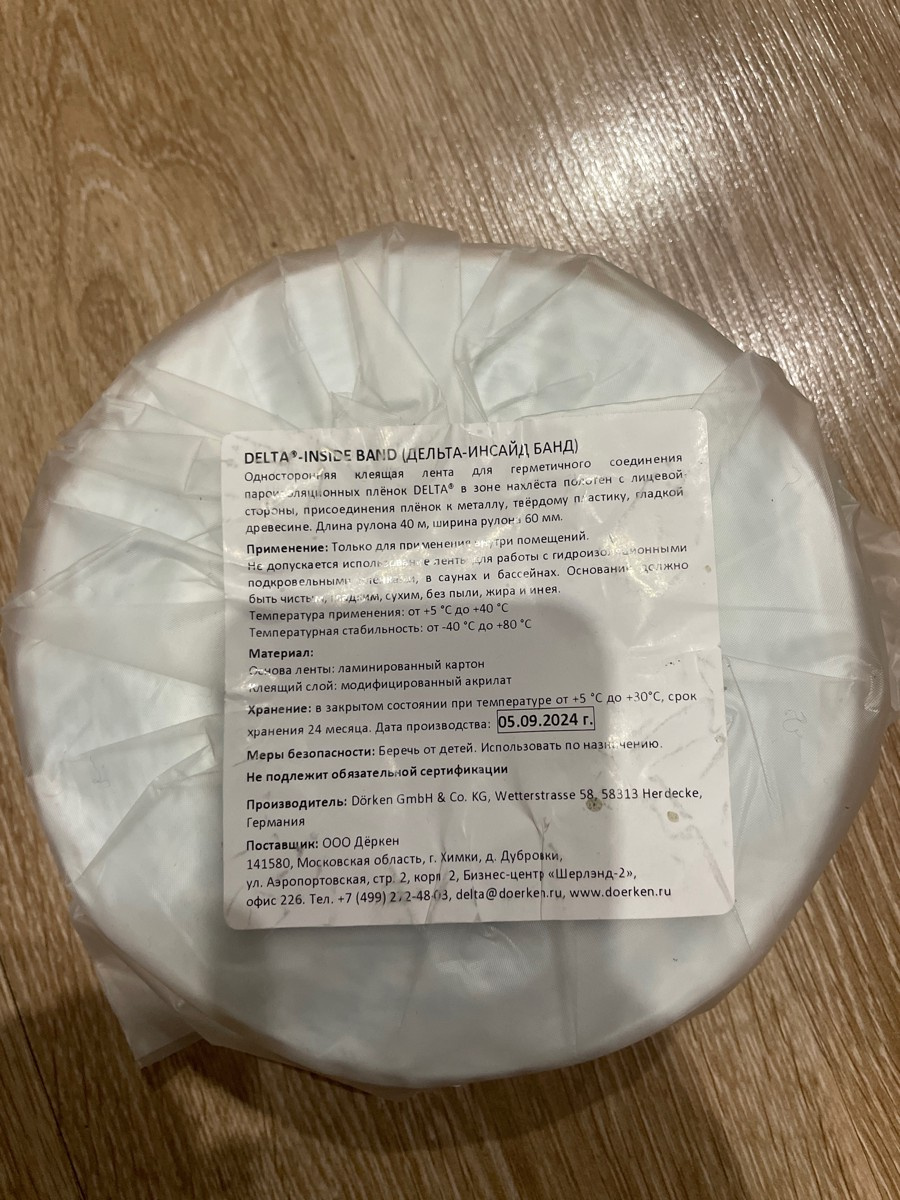 DELTA®-INSIDE BAND (ДЕЛЬТА-ИНСАЙД БАНД)
Односторонняя клеящая лента для герметичного соединения
пароизоляционных плёнок DELTA® в зоне нахлёста полотен с лицевой
стороны, присоединения плёнок к металлу, твёрдому пластику, гладкой
древесине. Длина рулона 40 м, ширина рулона 60 мм.
Применение: Только для применения внутри помещений.
Не допускается использование ленты для работы с гидроизоляционными
подкровельными плёнками, в саунах и бассейнах. Основание должно
быть чистым, гладким, сухим, без пыли, жира и инея.
Температура применения: от +5 °C до +40 °C
Температурная стабильность: от -40 °C до +80 °C
Материал:
Основа ленты: ламинированный картон
Клеящий слой: модифицированный акрилат
Хранение: в закрытом состоянии при температуре от +5 °C до +30°C, срок
хранения 24 месяца. Дата производства: 05.09.2024 г.
Меры безопасности: Беречь от детей. Использовать по назначению.
Не подлежит обязательной сертификации
Производитель: Dörken GmbH & Co. KG, Wetterstrasse 58, 58313 Herdecke,
Германия
Поставщик: ООО Дёркен
141580, Московская область, г. Химки, д. Дубровки,
ул. Аэропортовская, стр. 2, корп. 2, Бизнес-центр «Шерлэнд-2»,
офис 226. Тел. +7 (499) delta@doerken.ru, www.doerken.ru